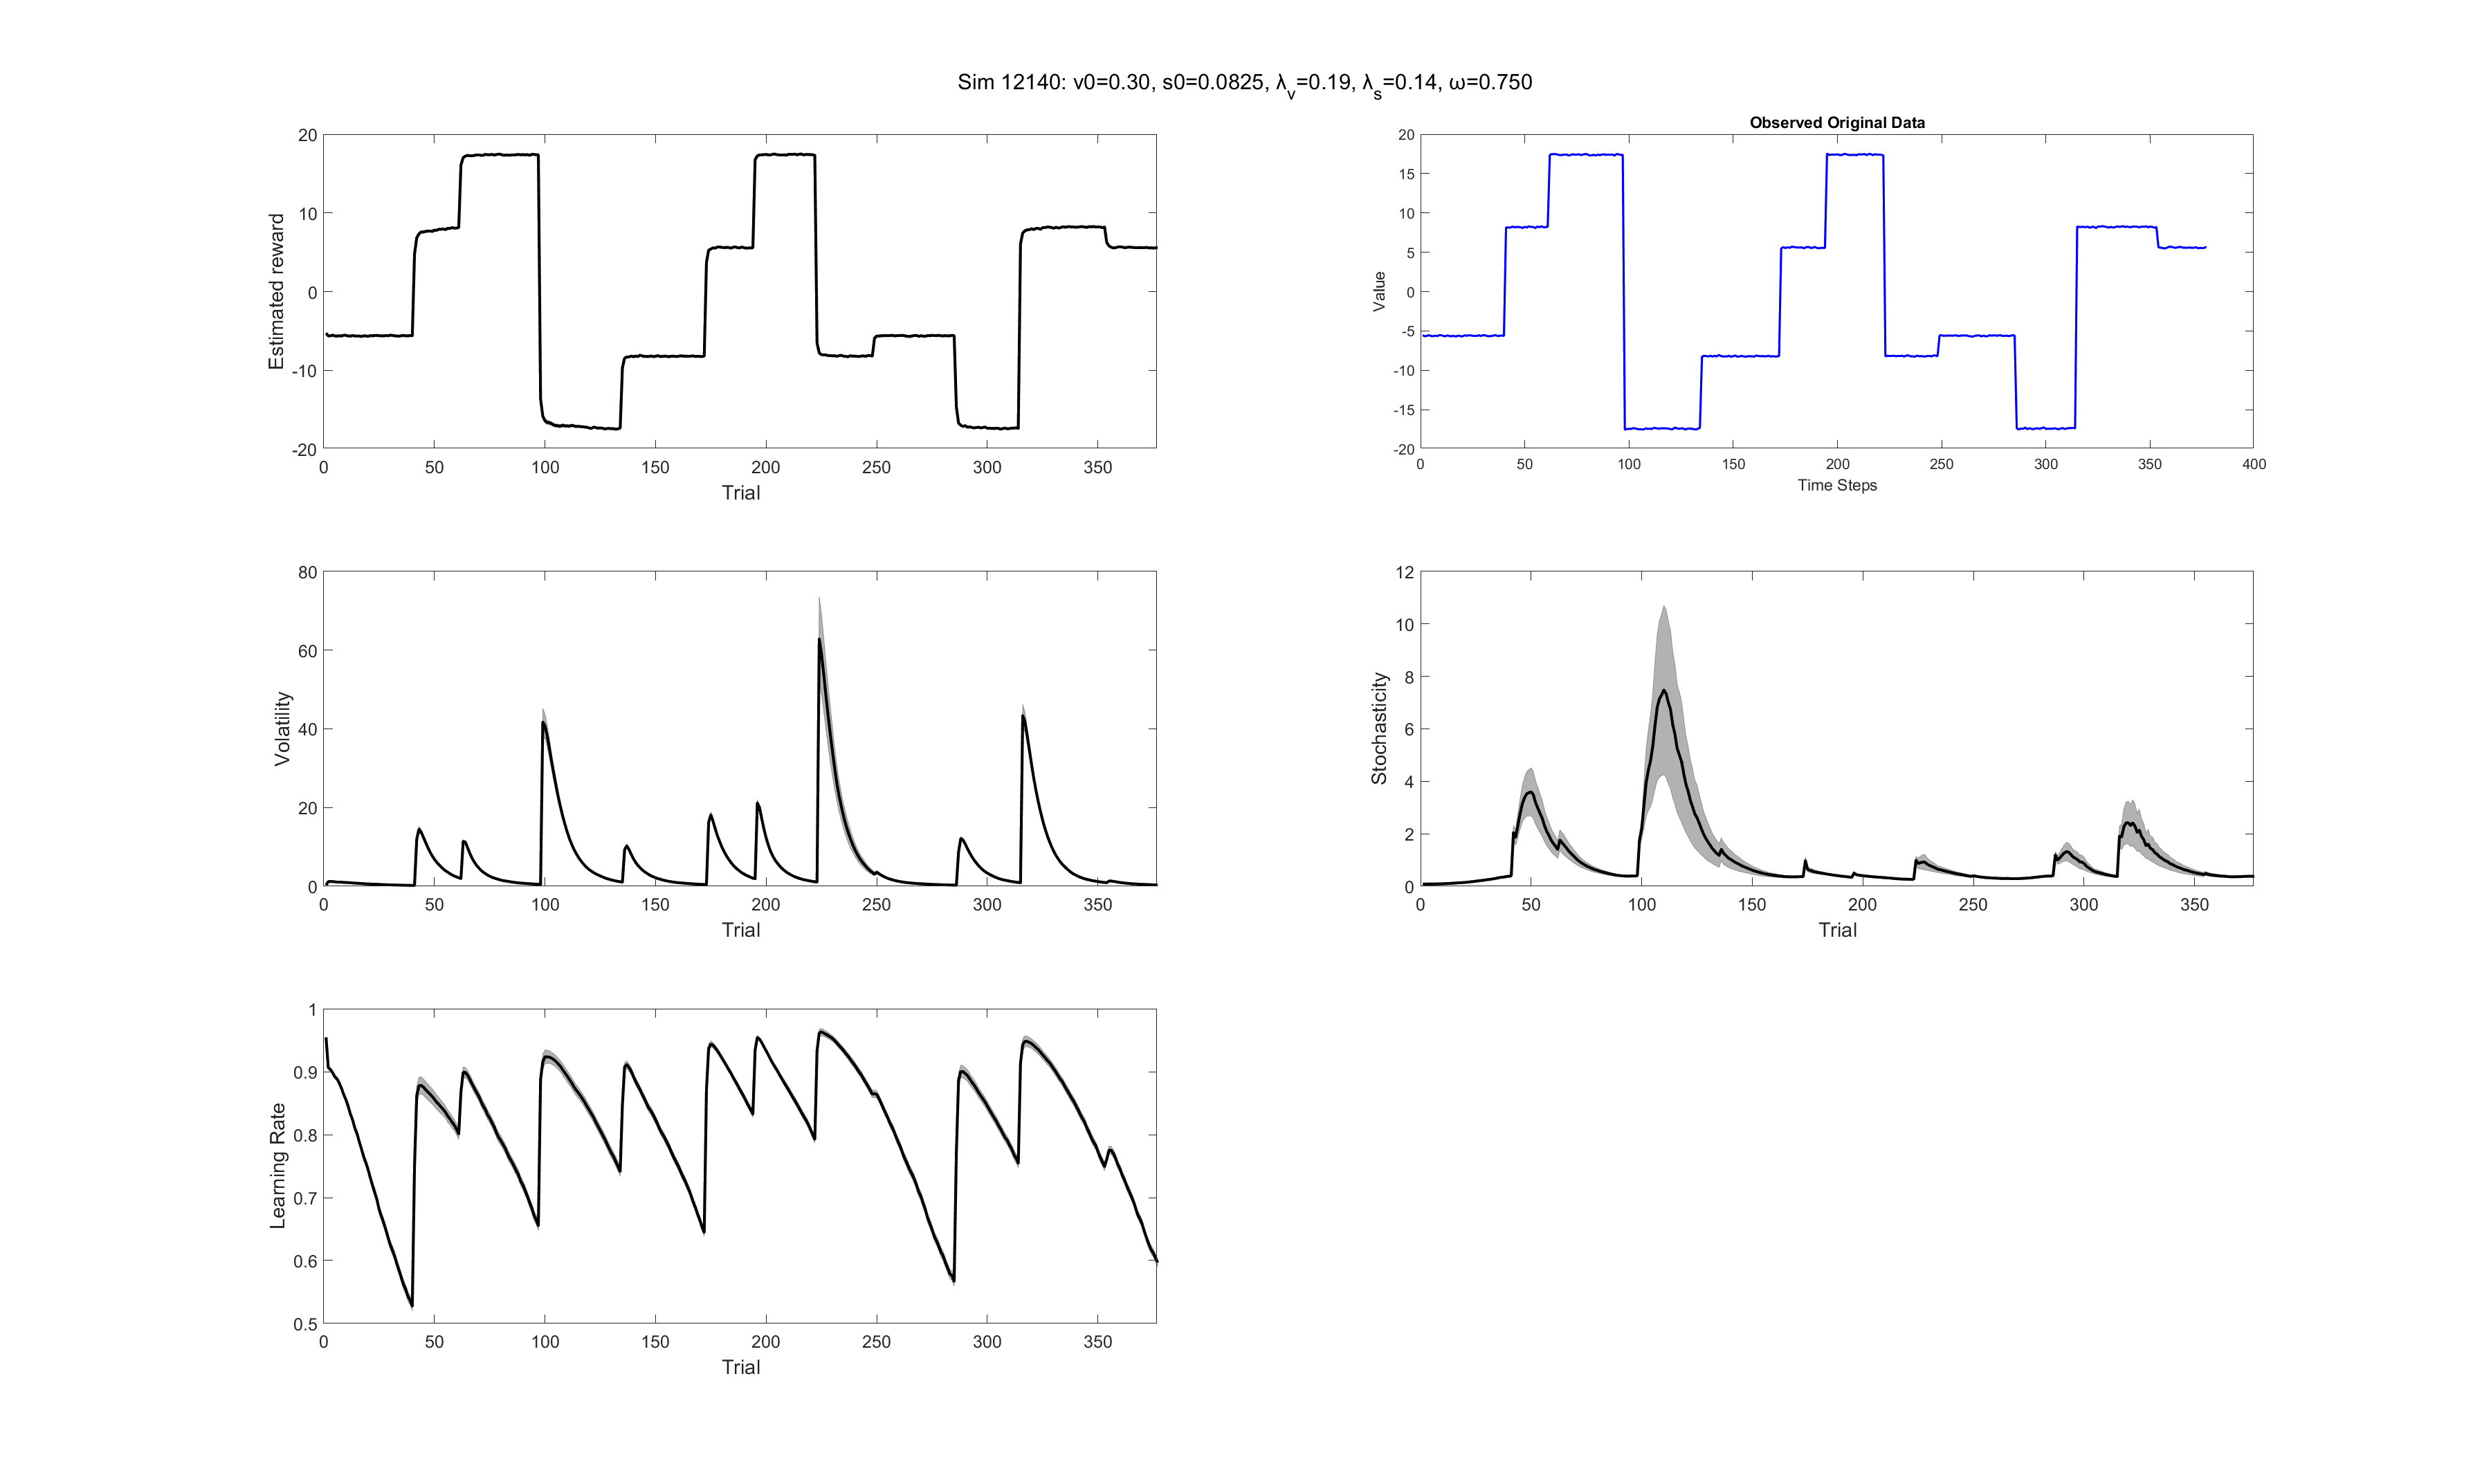 Sim 12140: v0=0.30, s0=0.0825, λv=0.19, λs=0.14, ω=0.750
20
10
0
-10
-20
Estimated reward
0 50 100 150 200 250 300 350
Trial
Observed Original Data
20
15
10
5
0
-5
-10
-15
-20
Value
0 50 100 150 200 250 300 350 400
Time Steps
80
60
40
20
0
Volatility
0 50 100 150 200 250 300 350
Trial
12
10
8
6
4
2
0
Stochasticity
0 50 100 150 200 250 300 350
Trial
1
0.9
0.8
0.7
0.6
0.5
Learning Rate
0 50 100 150 200 250 300 350
Trial